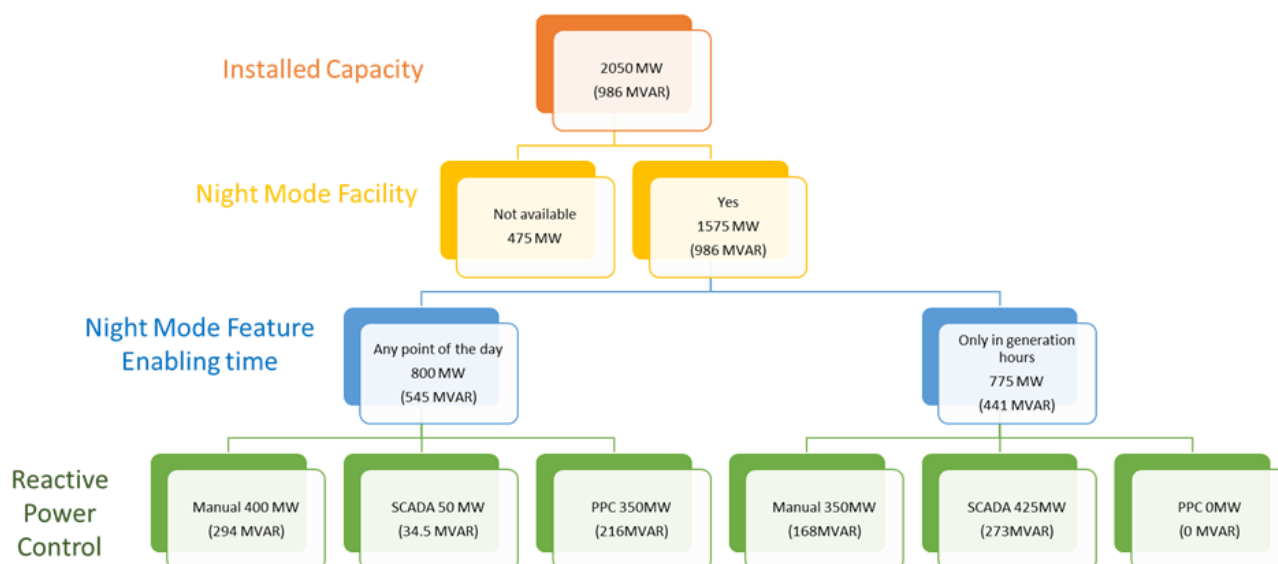 Installed Capacity
2050 MW
(986 MVAR)
Night Mode Facility
Not available
475 MW
Yes
1575 MW
(986 MVAR)
Night Mode Feature
Enabling time
Any point of the day
800 MW
(545 MVAR)
Only in generation
hours
775 MW
(441 MVAR)
Reactive
Power
Control
Manual 400 MW
(294 MVAR)
SCADA 50 MW
(34.5 MVAR)
PPC 350MW
(216MVAR)
Manual 350MW
(168MVAR)
SCADA 425MW
(273MVAR)
PPC 0MW
(0 MVAR)